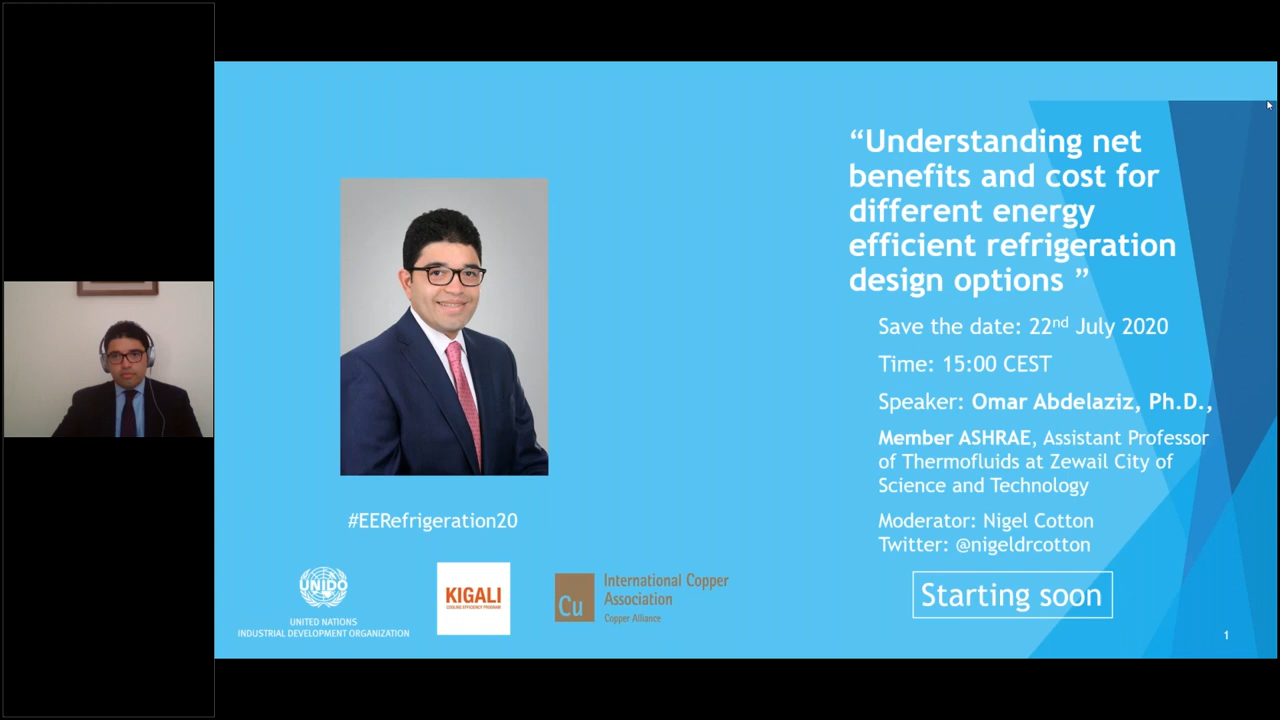 “Understanding net
benefits and cost for
different energy
efficient refrigeration
design options ”
Save the date: 22nd July 2020
Time: 15:00 CEST
Speaker: Omar Abdelaziz, Ph.D.,
Member ASHRAE, Assistant Professor
of Thermofluids at Zewail City of
Science and Technology
Moderator: Nigel Cotton
Twitter: @nigeldrcotton
Starting soon
#EERefrigeration20
UNIDO
UNITED NATIONS
INDUSTRIAL DEVELOPMENT ORGANIZATION
KIGALI
COOLING EFFICIENCY PROGRAM
Cu
International Copper
Association
Copper Alliance
1